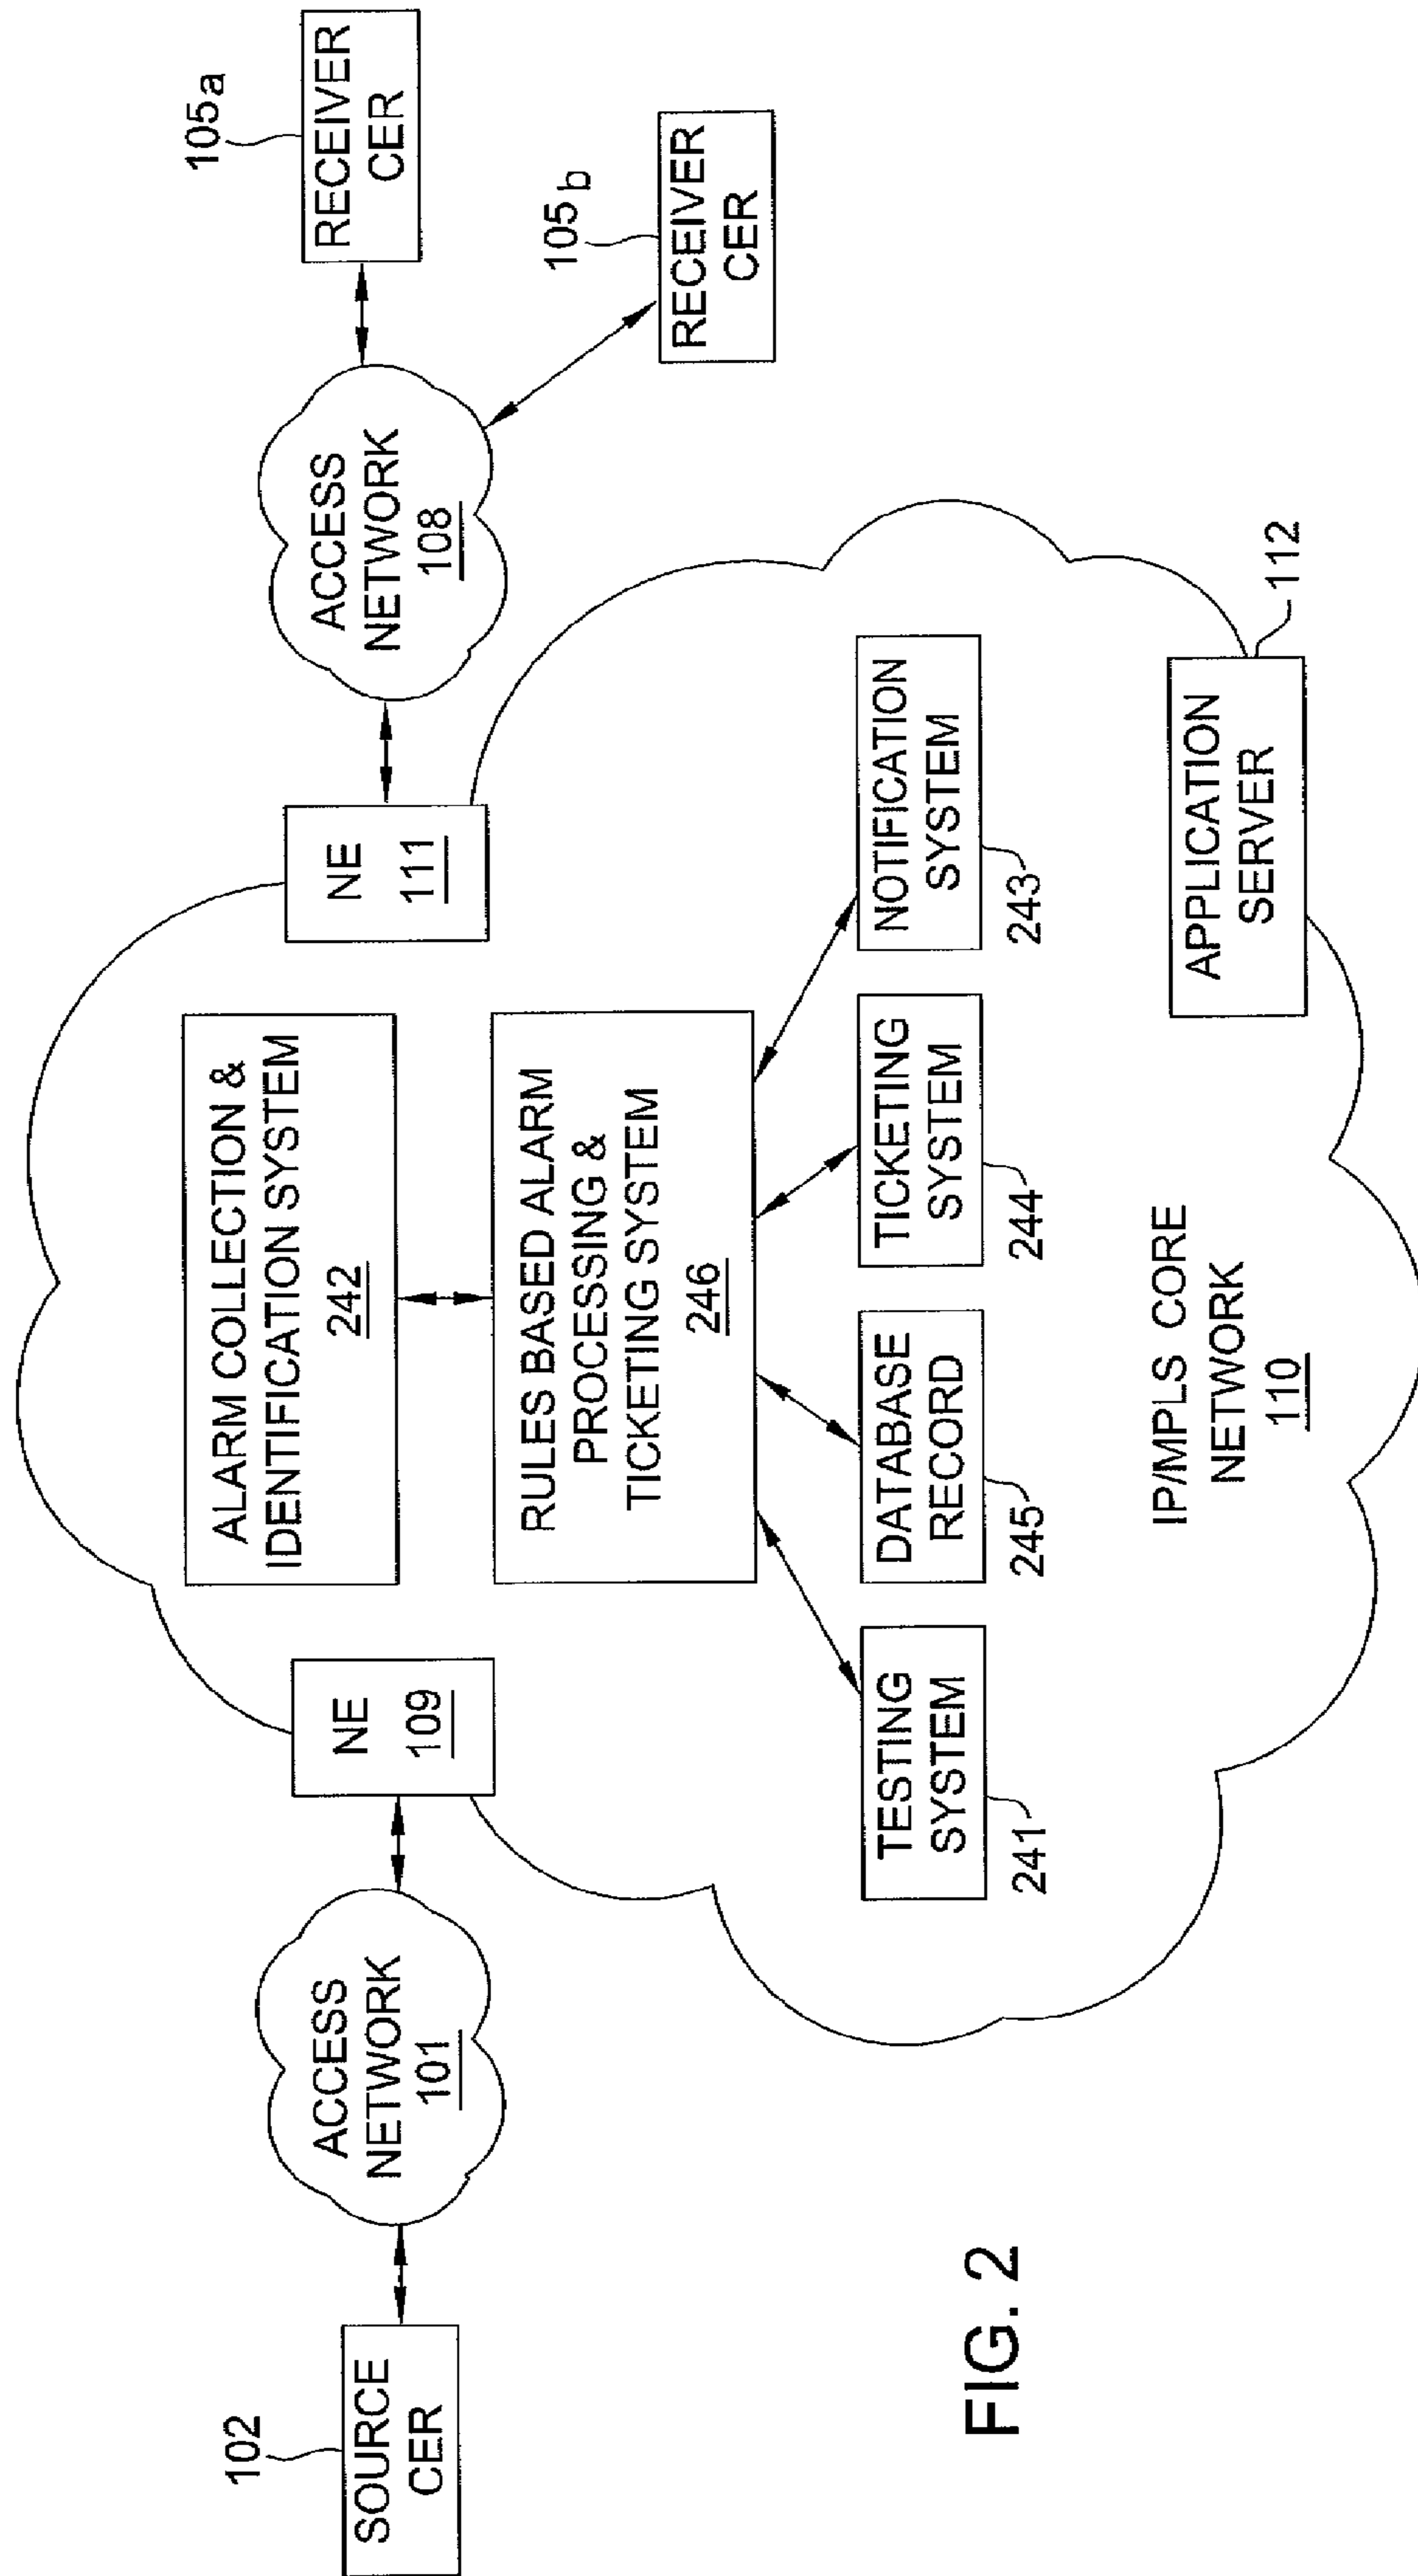 102
SOURCE
CER
ACCESS
NETWORK
101
NE
109
ALARM COLLECTION &
IDENTIFICATION SYSTEM
242
RULES BASED ALARM
PROCESSING &
TICKETING SYSTEM
246
NE
111
ACCESS
NETWORK
108
105a
RECEIVER
CER
105b
RECEIVER
CER
TESTING
SYSTEM
241
DATABASE
RECORD
245
TICKETING
SYSTEM
244
NOTIFICATION
SYSTEM
243
IP/MPLS CORE
NETWORK
110
APPLICATION
SERVER
112
FIG. 2